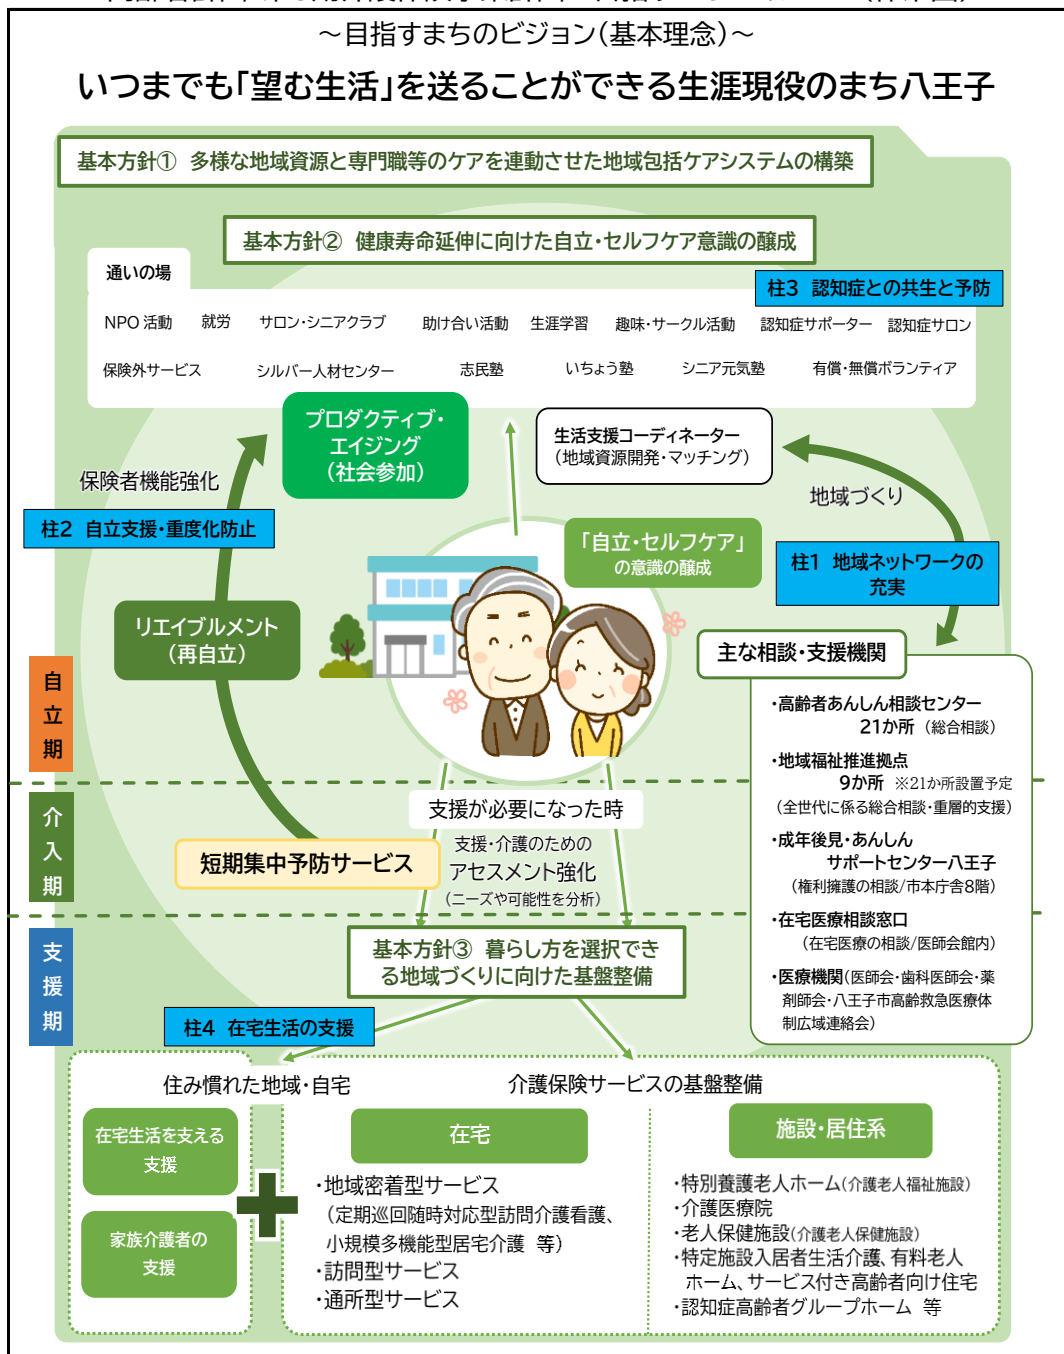 ～目指すまちのビジョン（基本理念）～
いつまでも「望む生活」を送ることができる生涯現役のまち八王子
基本方針① 多様な地域資源と専門職等のケアを連動させた地域包括ケアシステムの構築
基本方針② 健康寿命延伸に向けた自立・セルフケア意識の醸成
通いの場
柱3 認知症との共生と予防
NPO 活動 就労 サロン・シニアクラブ 助け合い活動 生涯学習 趣味・サークル活動 認知症サポーター 認知症サロン
保険外サービス シルバー人材センター 志民塾 いちょう塾 シニア元気塾 有償・無償ボランティア
プロダクティブ・
エイジング
（社会参加）
生活支援コーディネーター
（地域資源開発・マッチング）
保険者機能強化
地域づくり
柱2 自立支援・重度化防止
「自立・セルフケア」
の意識の醸成
柱1 地域ネットワークの
充実
リエイブルメント
（再自立）
主な相談・支援機関
自立期
・高齢者あんしん相談センター
21か所 （総合相談）
・地域福祉推進拠点
9か所 ※21か所設置予定
（全世代に係る総合相談・重層的支援）
・成年後見・あんしん
サポートセンター八王子
（権利擁護の相談/市本庁舎8階）
・在宅医療相談窓口
（在宅医療の相談/医師会館内）
・医療機関（医師会・歯科医師会・薬
剤師会・八王子市高齢救急医療体
制広域連絡会）
介入期
支援が必要になった時
支援・介護のための
アセスメント強化
（ニーズや可能性を分析）
短期集中予防サービス
支援期
基本方針③ 暮らし方を選択でき
る地域づくりに向けた基盤整備
柱4 在宅生活の支援
住み慣れた地域・自宅
介護保険サービスの基盤整備
在宅生活を支える
支援
家族介護者の
支援
在宅
・地域密着型サービス
（定期巡回随時対応型訪問介護看護、
小規模多機能型居宅介護 等）
・訪問型サービス
・通所型サービス
施設・居住系
・特別養護老人ホーム（介護老人福祉施設）
・介護医療院
・老人保健施設（介護老人保健施設）
・特定施設入居者生活介護、有料老人
ホーム、サービス付き高齢者向け住宅
・認知症高齢者グループホーム 等